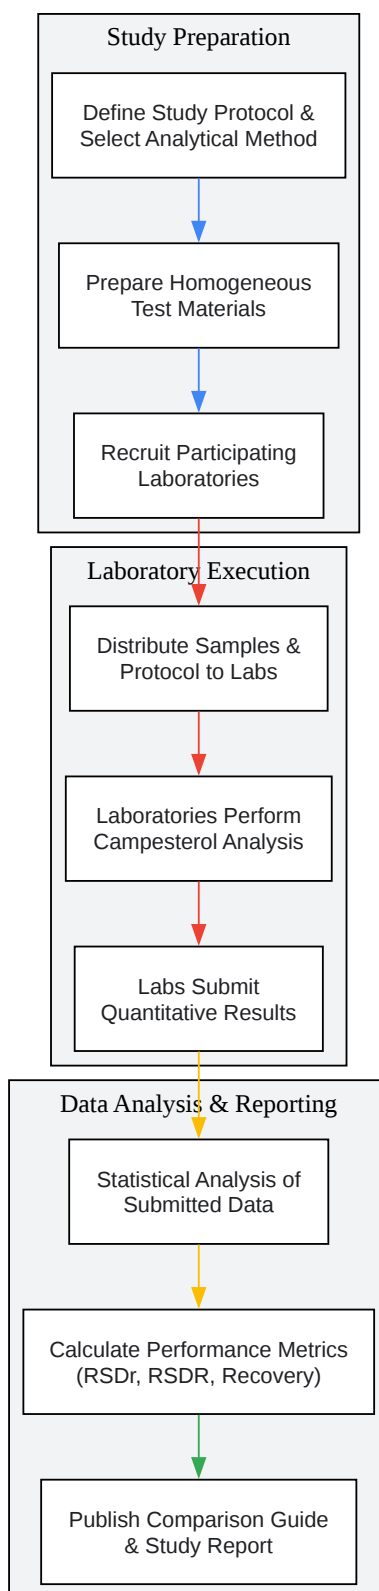 Study Preparation
Define Study Protocol &
Select Analytical Method
Prepare Homogeneous
Test Materials
Recruit Participating
Laboratories
Laboratory Execution
Distribute Samples &
Protocol to Labs
Laboratories Perform
Campesterol Analysis
Labs Submit
Quantitative Results
Data Analysis & Reporting
Statistical Analysis of
Submitted Data
Calculate Performance Metrics
(RSDr, RSDR, Recovery)
Publish Comparison Guide
& Study Report